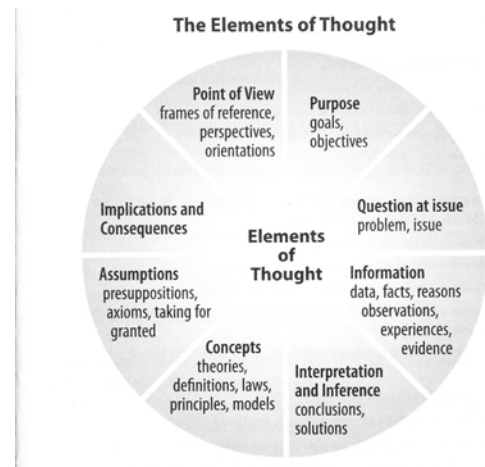 The Elements of Thought
Point of View
frames of reference,
perspectives,
orientations
Purpose
goals,
objectives
Question at issue
problem, issue
Information
data, facts, reasons
observations,
experiences,
evidence
Interpretation
and Inference
conclusions,
solutions
Concepts
theories,
definitions, laws,
principles, models
Assumptions
presuppositions,
axioms, taking for
granted
Implications and
Consequences
Elements
of
Thought